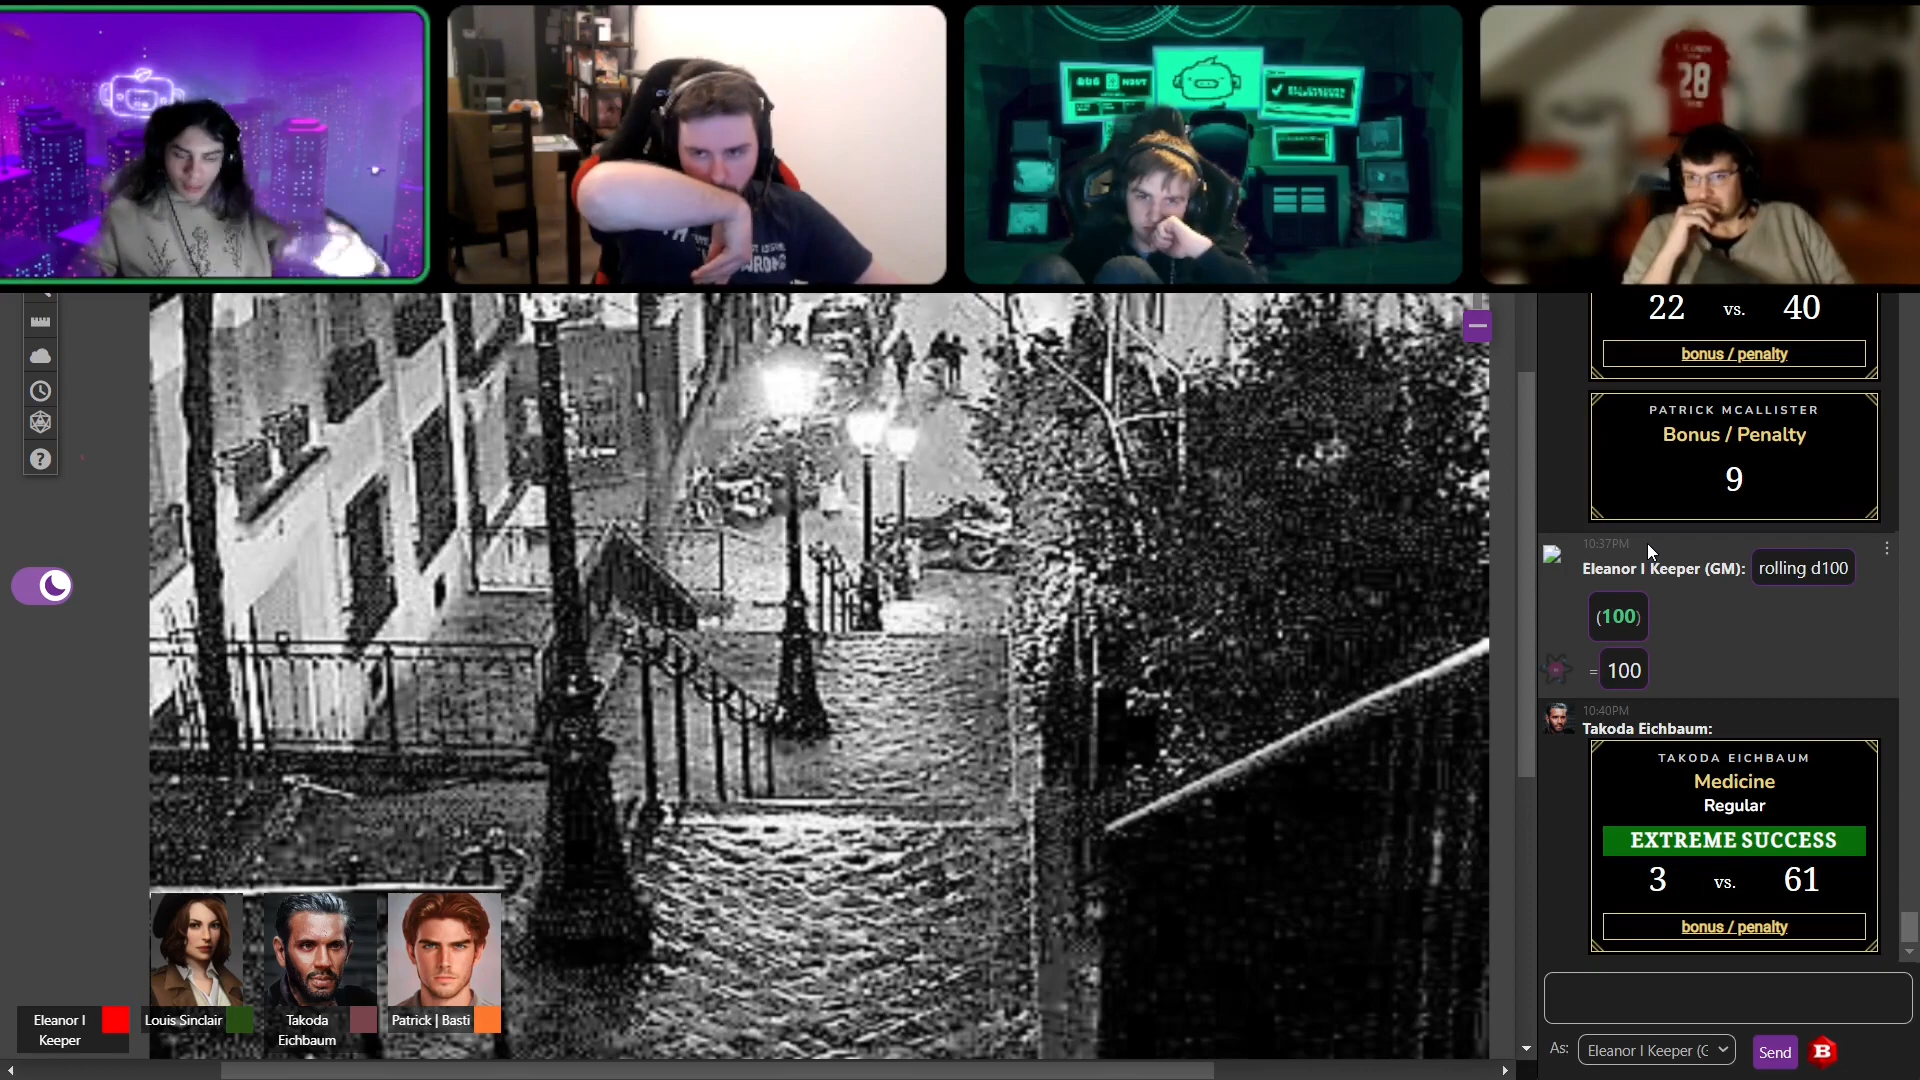 28
22 vs. 40
bonus / penalty
PATRICK MCALLISTER
Bonus / Penalty
9
10:37PM
Eleanor I Keeper (GM): rolling d100
(100)
= 100
10:40PM
Takoda Eichbaum:
TAKODA EICHBAUM
Medicine
Regular
EXTREME SUCCESS
3 vs. 61
bonus / penalty
Eleanor I
Keeper
Louis Sinclair
Takoda
Eichbaum
Patrick | Basti
As: Eleanor I Keeper (G
Send
B